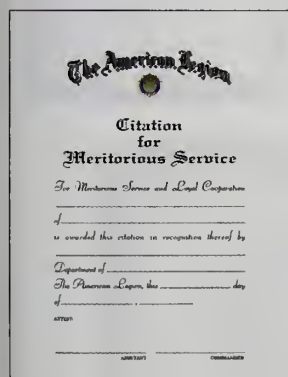 The American Legion
Citation
for
Meritorious Service
For Meritorious Service and Loyal Cooperation
of
is awarded this citation in recognition thereof by
Department of
The American Legion, this day
of ,
ATTEST:
ADJUTANT COMMANDER